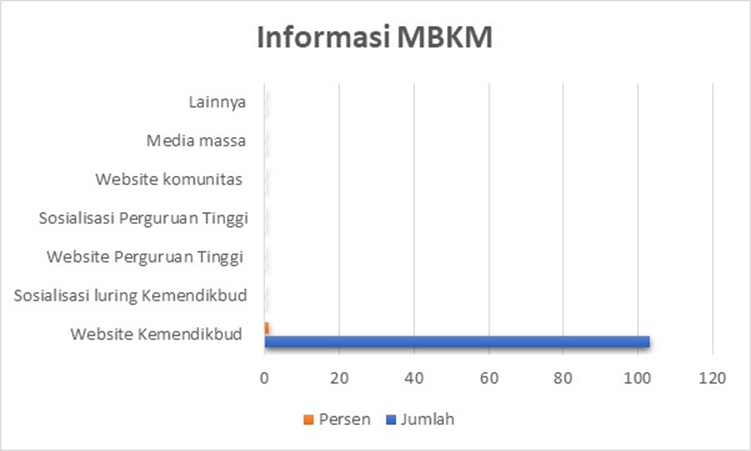 Informasi MBKM
Lainnya
Media massa
Website komunitas
Sosialisasi Perguruan Tinggi
Website Perguruan Tinggi
Sosialisasi luring Kemendikbud
Website Kemendikbud
0 20 40 60 80 100 120
Persen Jumlah